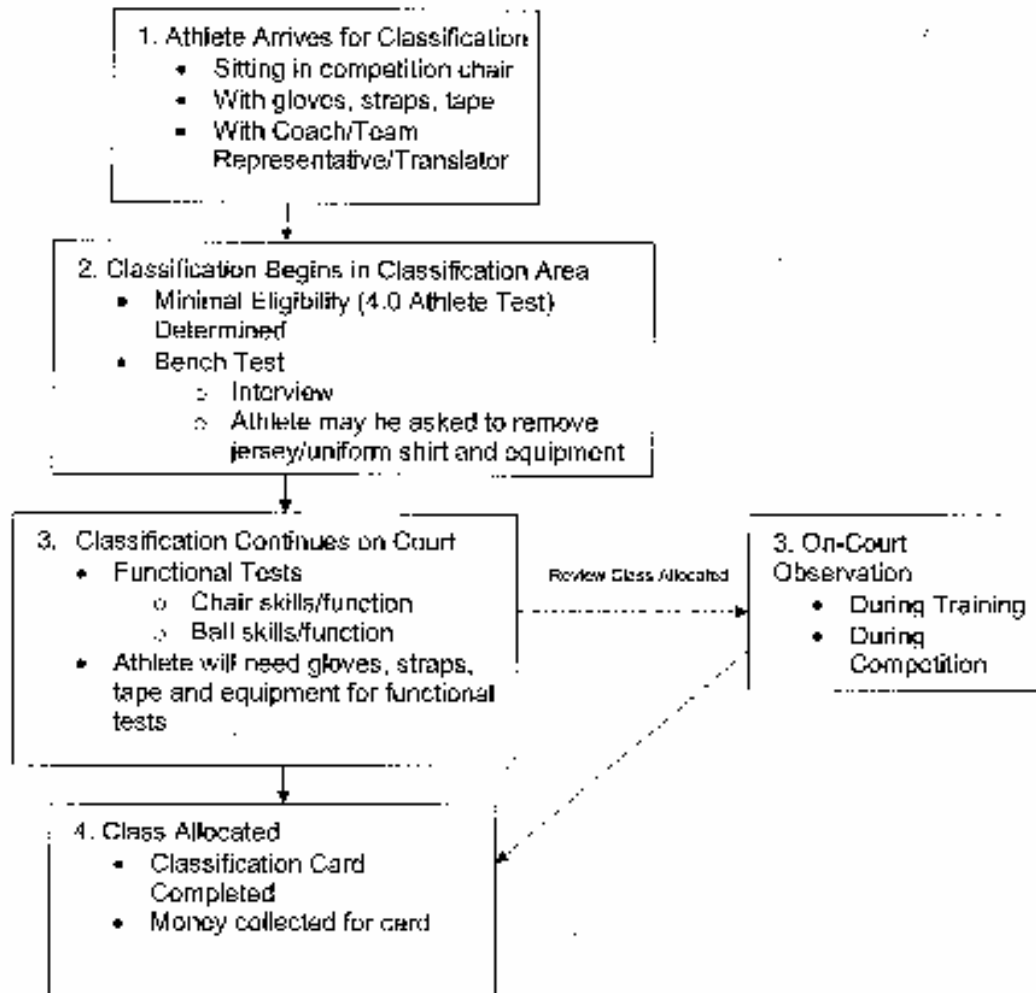 1. Athlete Arrives for Classification
• Sitting in competition chair
• With gloves, straps, tape
• With Coach/Team
Representative/Translator
2. Classification Begins in Classification Area
• Minimal Eligibility (4.0 Athlete Test)
Determined
• Bench Test
○ Interview
○ Athlete may be asked to remove
jersey/uniform shirt and equipment
3. Classification Continues on Court
• Functional Tests
○ Chair skills/function
○ Ball skills/function
• Athlete will need gloves, straps,
tape and equipment for functional
tests
Review Class Allocated
3. On-Court
Observation
• During Training
• During
Competition
4. Class Allocated
• Classification Card
Completed
• Money collected for card